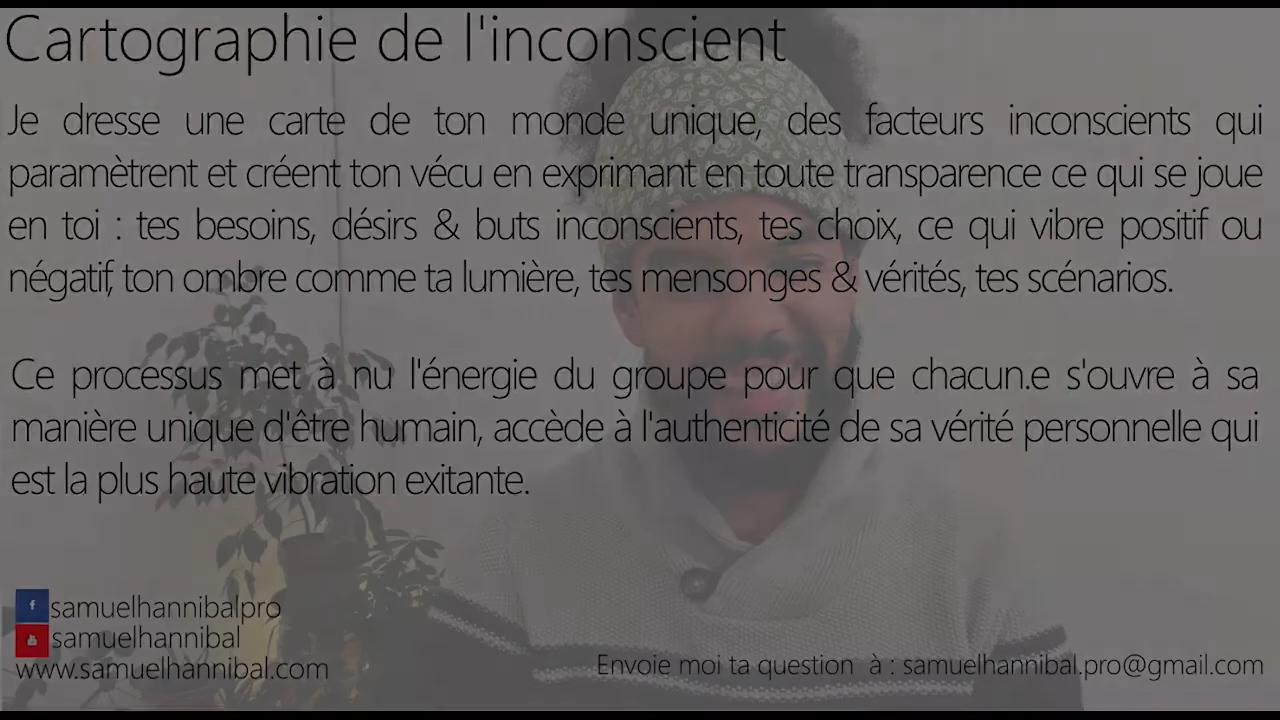 Cartographie de l'inconscient
Je dresse une carte de ton monde unique, des facteurs inconscients qui
paramètrent et créent ton vécu en exprimant en toute transparence ce qui se joue
en toi : tes besoins, désirs & buts inconscients, tes choix, ce qui vibre positif ou
négatif, ton ombre comme ta lumière, tes mensonges & vérités, tes scénarios.
Ce processus met à nu l'énergie du groupe pour que chacun.e s'ouvre à sa
manière unique d'être humain, accède à l'authenticité de sa vérité personnelle qui
est la plus haute vibration exitante.
f samuelhannibalpro
samuelhannibal
www.samuelhannibal.com
Envoie moi ta question à : samuelhannibal.pro@gmail.com